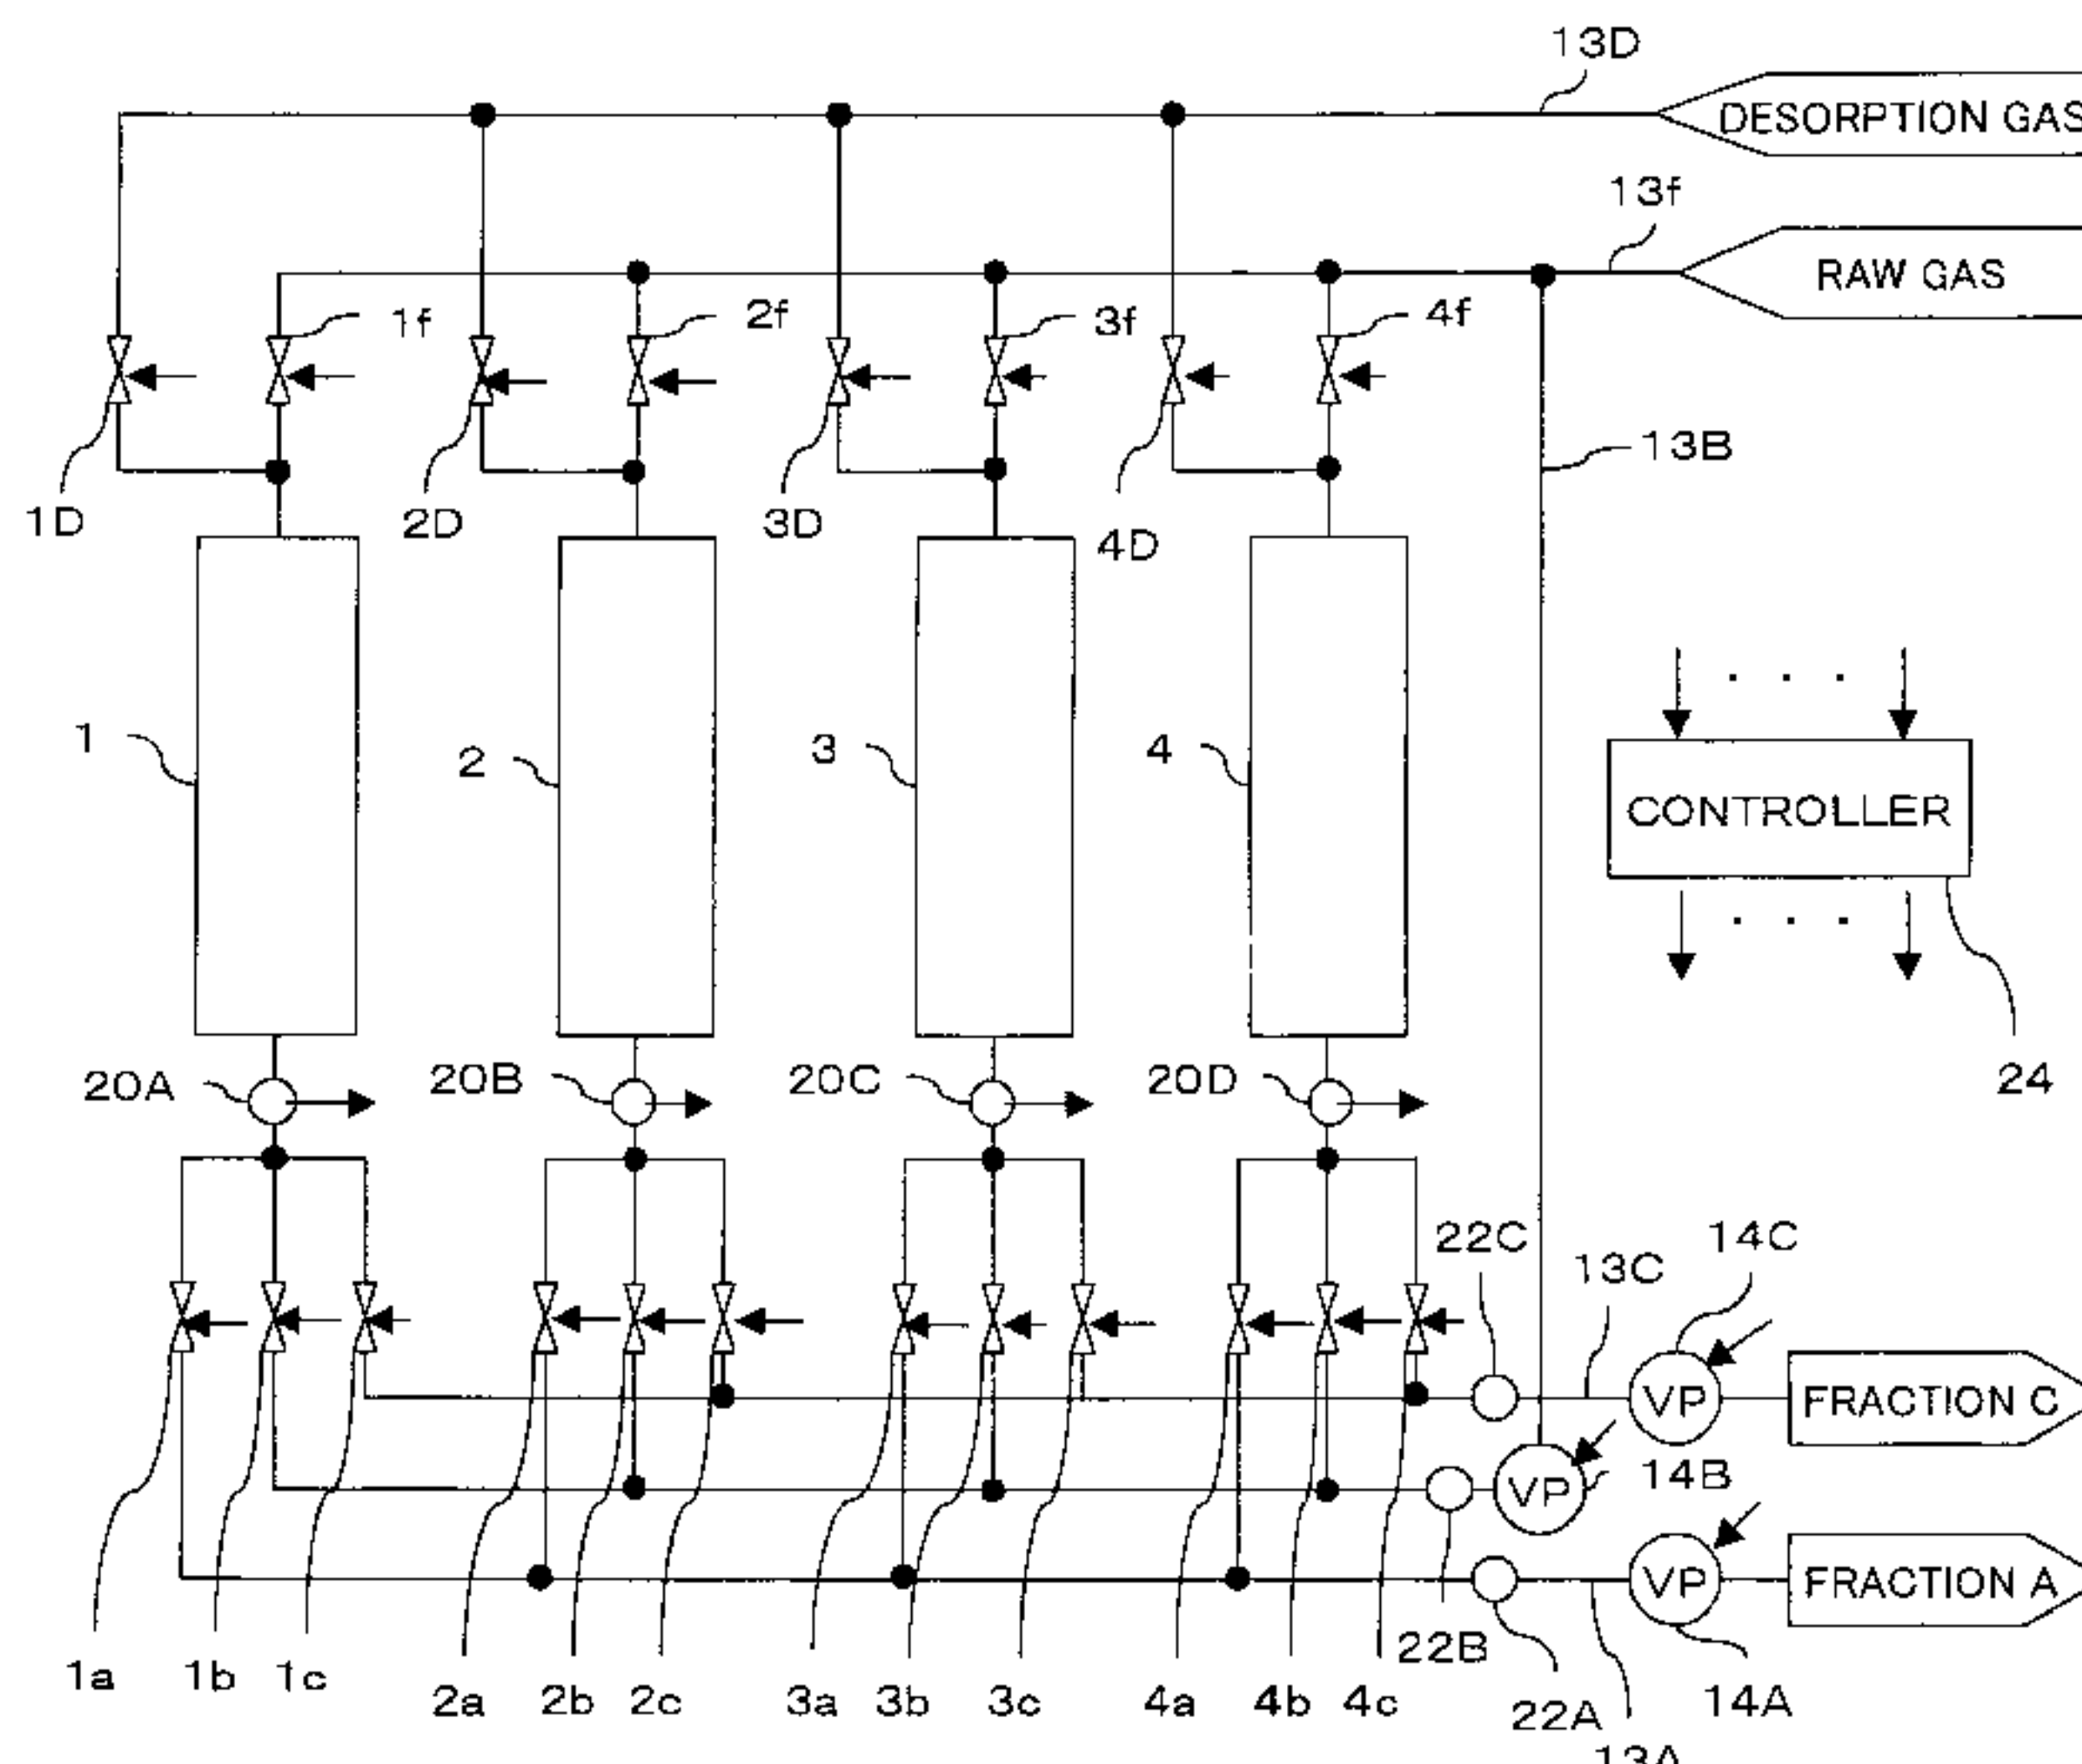 13D
DESORPTION GAS
13f
RAW GAS
1f
2f
3f
4f
13B
1D
2D
3D
4D
1
2
3
4
CONTROLLER
24
20A
20B
20C
20D
22C
13C
14C
VP
FRACTION C
VP
14B
VP
FRACTION A
22B
1a
1b
1c
2a
2b
2c
3a
3b
3c
4a
4b
4c
22A
14A
13A